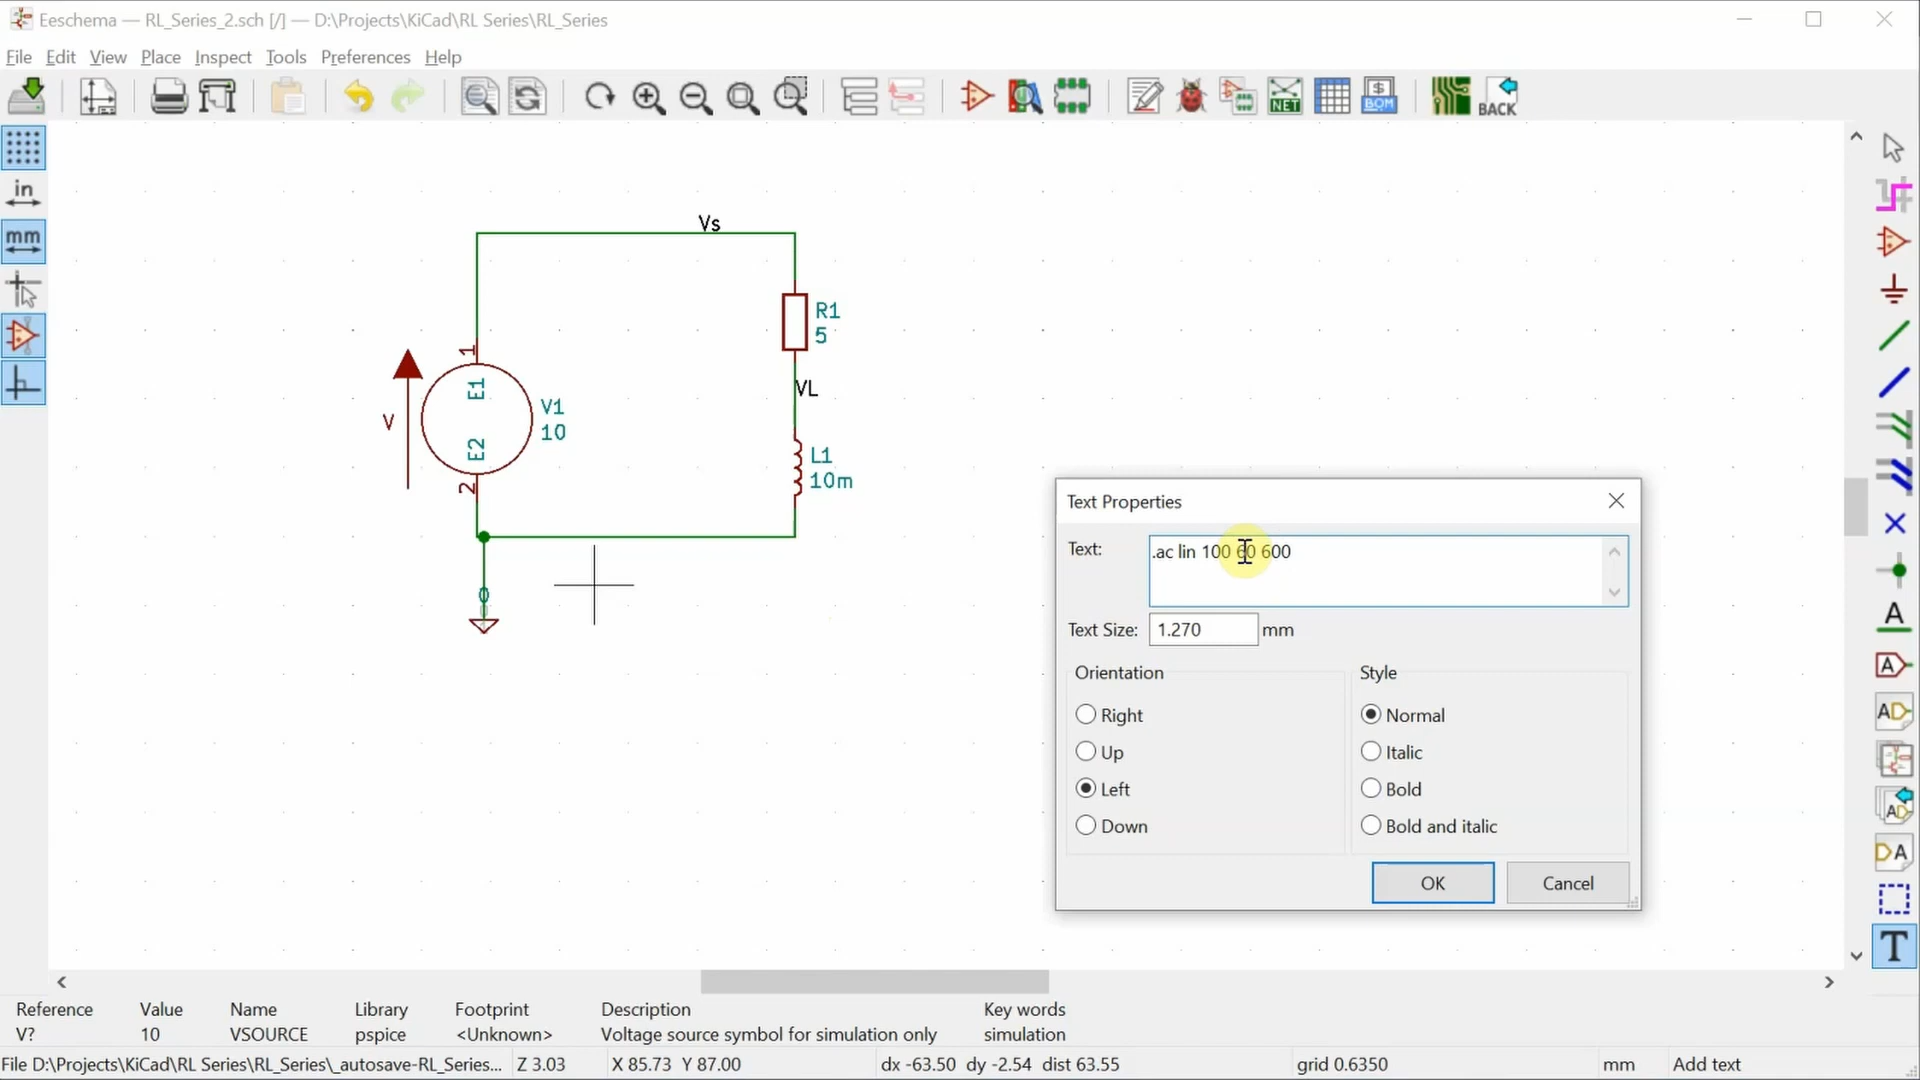 Eeschema — RL_Series_2.sch [/] — D:\Projects\KiCad\RL Series\RL_Series
File Edit View Place Inspect Tools Preferences Help
NET
$
BOM
BACK
in
mm
Vs
R1
5
VL
1
E1
V
V1
10
E2
2
L1
10m
0
Text Properties
Text:
.ac lin 100 60 600
Text Size: 1.270 mm
Orientation Style
Right Normal
Up Italic
Left Bold
Down Bold and italic
OK Cancel
A
A
AD
AD
DA
T
Reference Value Name Library Footprint Description Key words
V? 10 VSOURCE pspice <Unknown> Voltage source symbol for simulation only simulation
File D:\Projects\KiCad\RL Series\RL_Series\_autosave-RL_Series... Z 3.03 X 85.73 Y 87.00 dx -63.50 dy -2.54 dist 63.55 grid 0.6350 mm Add text